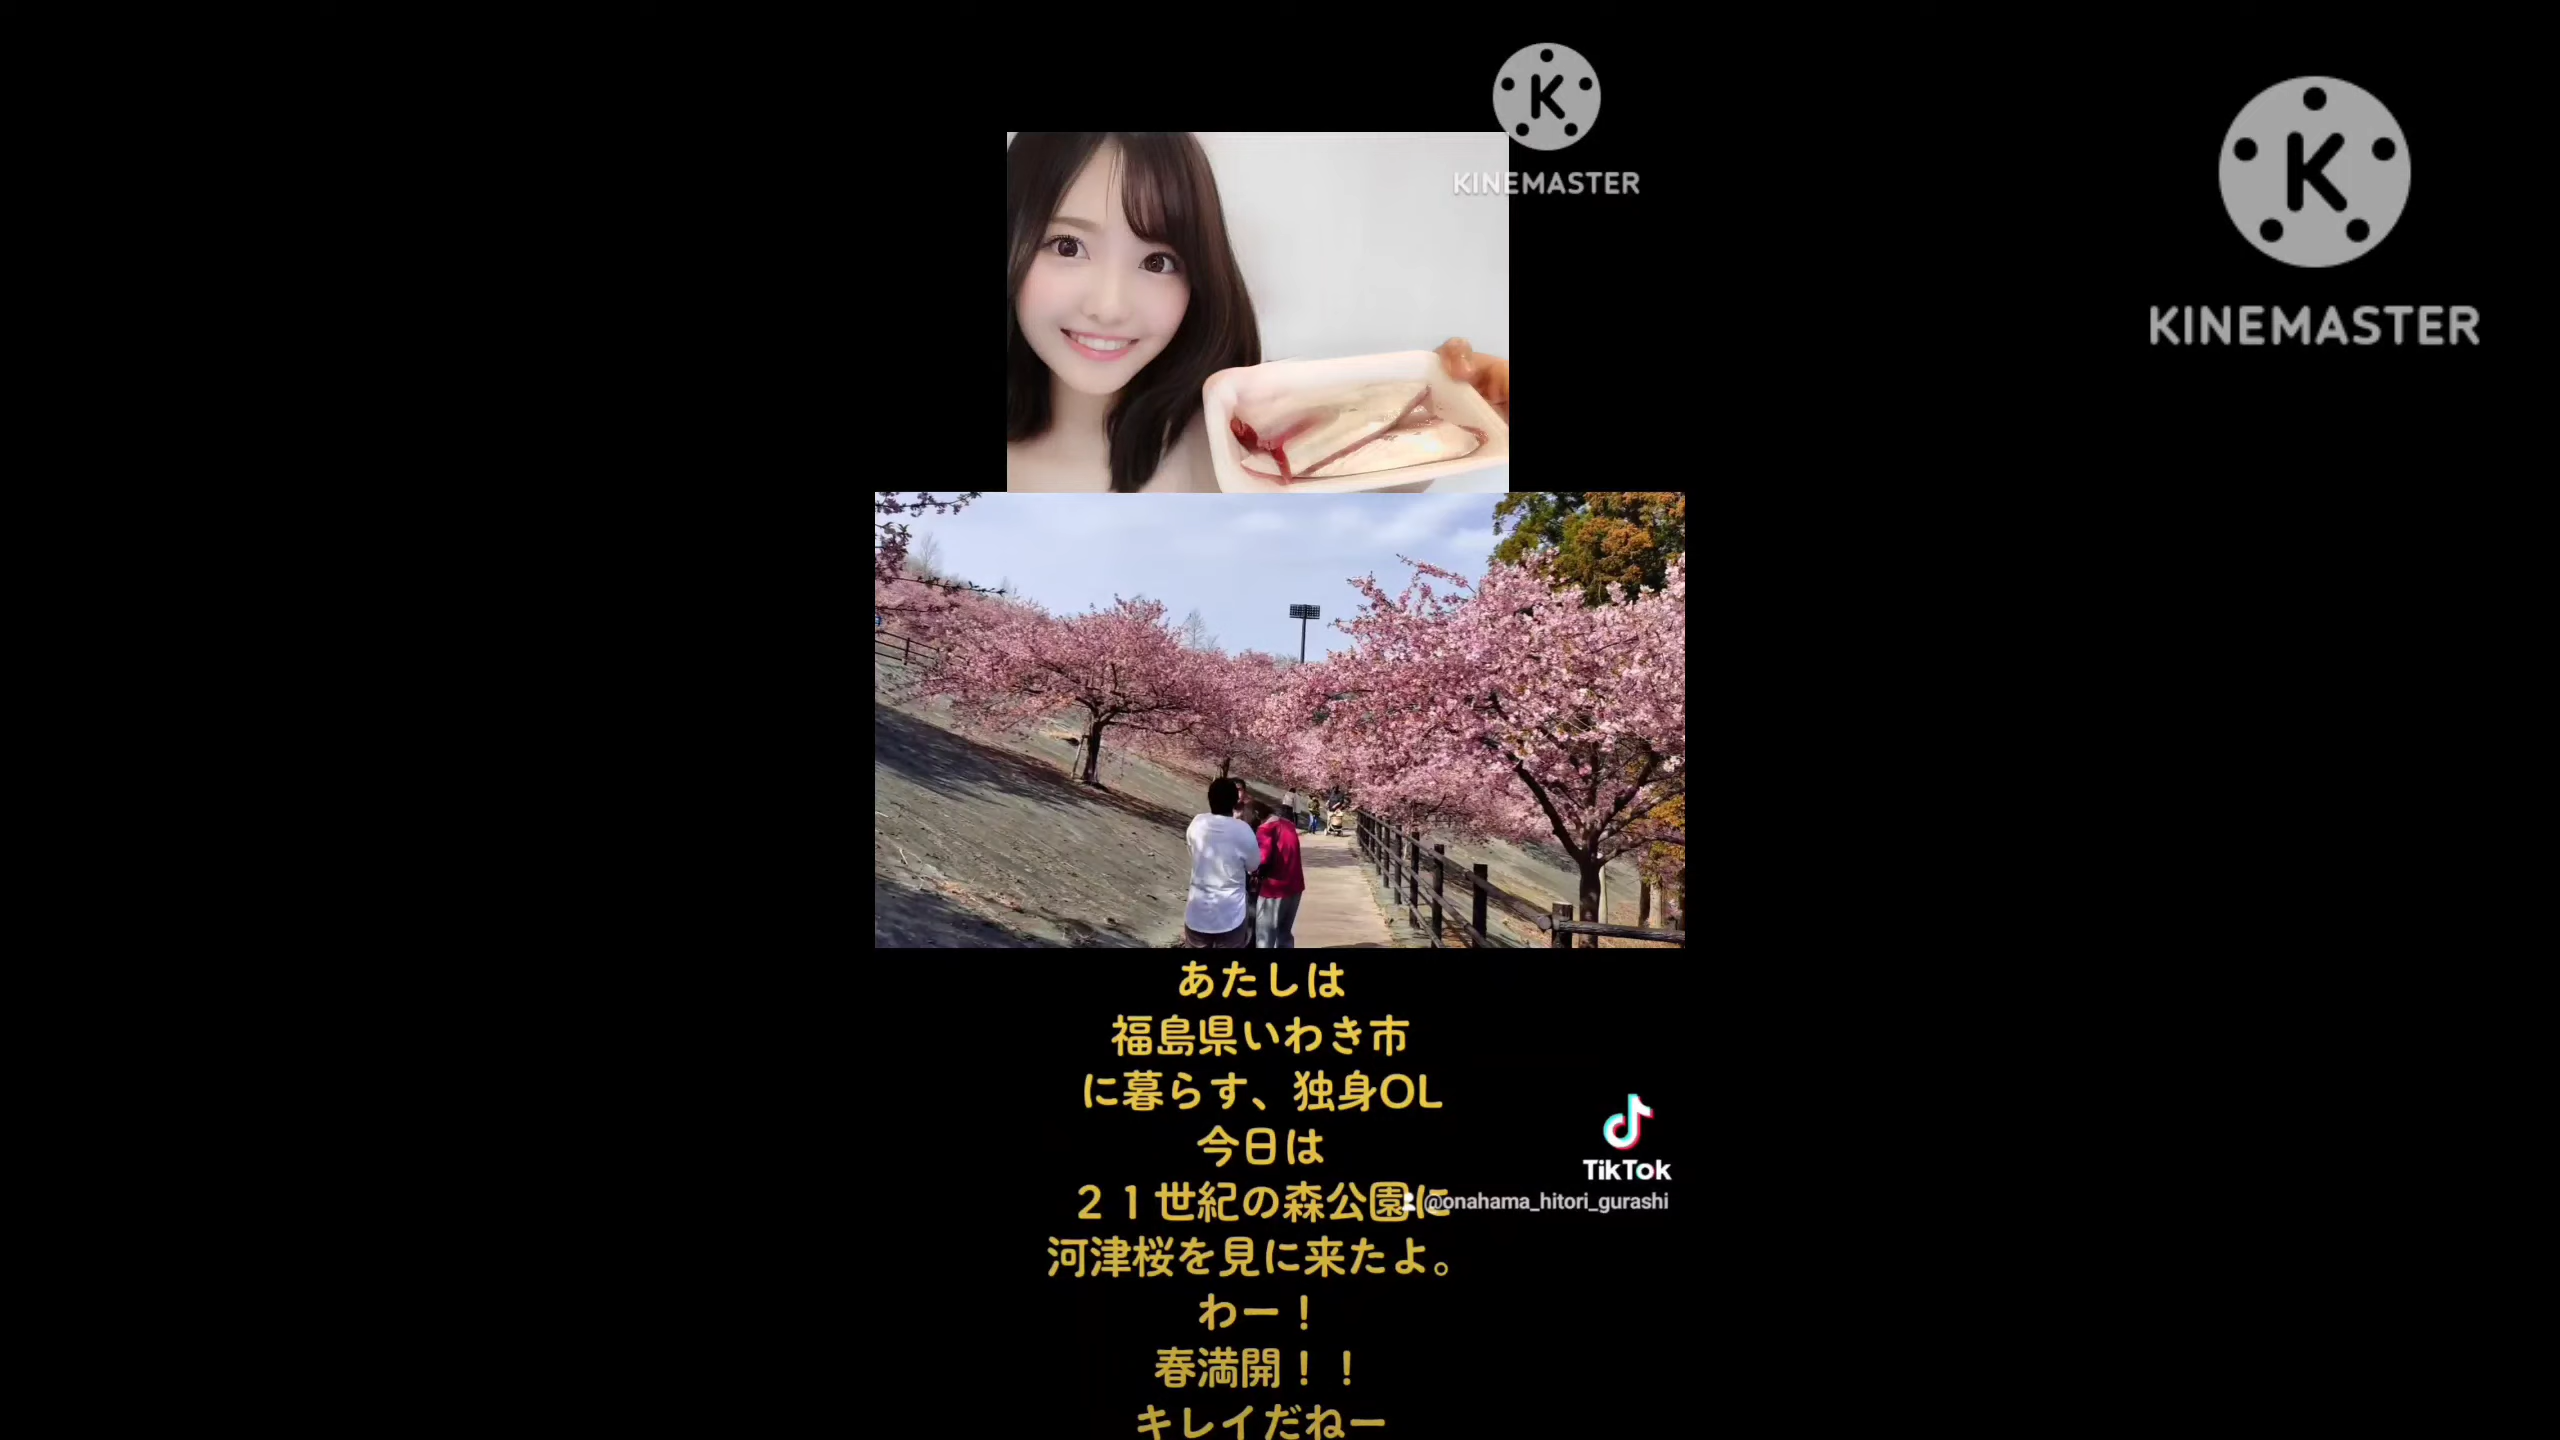 KINEMASTER
KINEMASTER
あたしは
福島県いわき市
に暮らす、独身OL
今日は
２１世紀の森公園に
河津桜を見に来たよ。
わー！
春満開！！
キレイだねー
TikTok
@onahama_hitori_gurashi